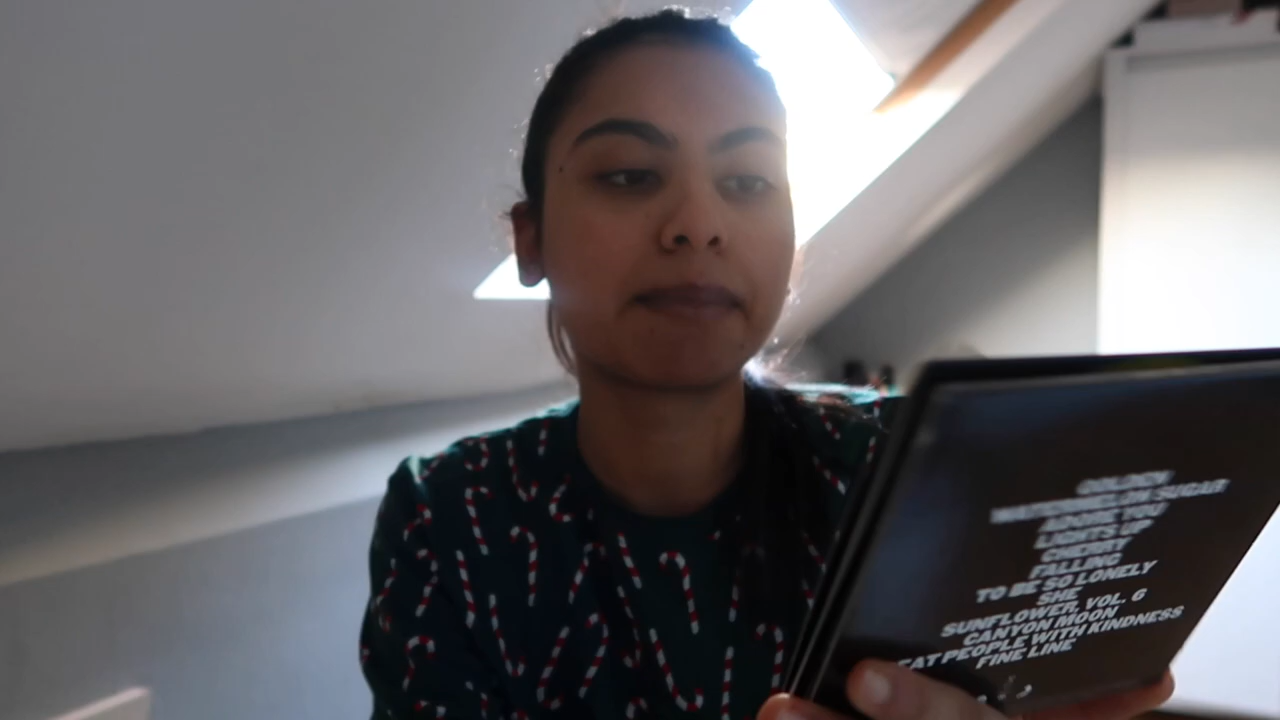 GOLDEN
WATERMELON SUGAR
ADORE YOU
LIGHTS UP
CHERRY
FALLING
TO BE SO LONELY
SHE
SUNFLOWER, VOL. 6
CANYON MOON
EAT PEOPLE WITH KINDNESS
FINE LINE